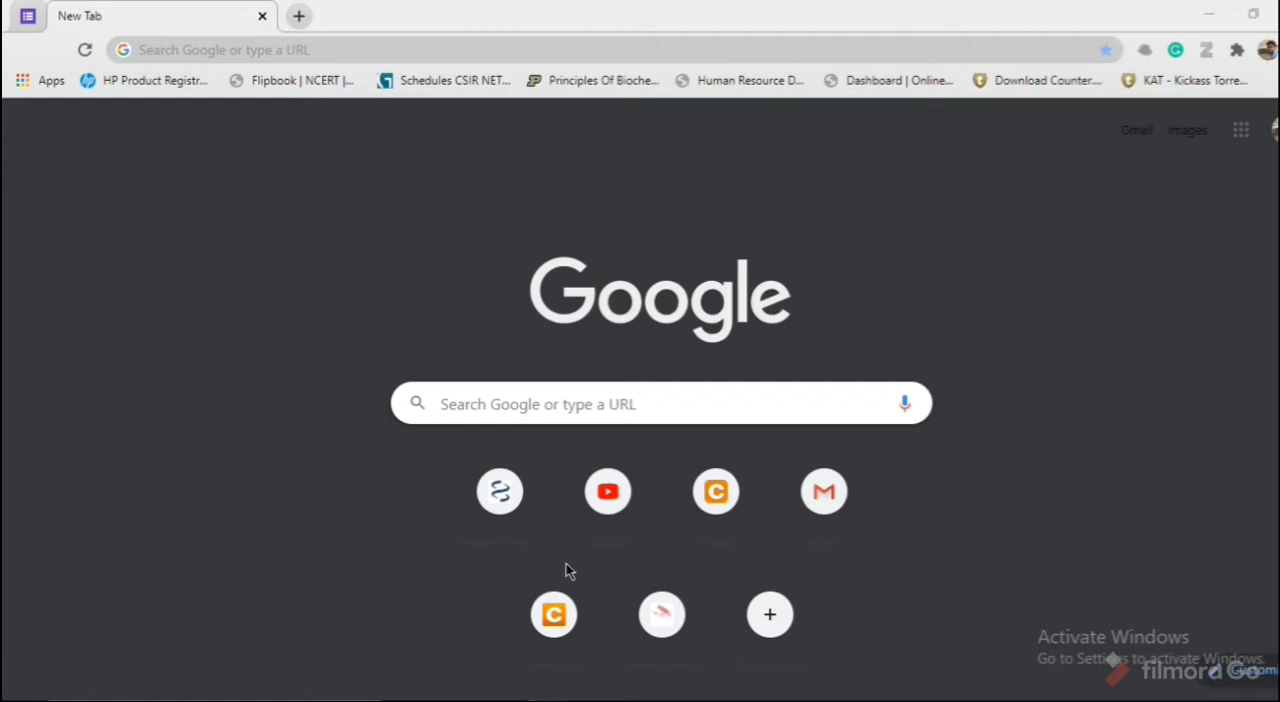 New Tab
Search Google or type a URL
Apps HP Product Registr... Flipbook | NCERT |... Schedules CSIR NET... Principles Of Bioche... Human Resource D... Dashboard | Online... Download Counter.... KAT - Kickass Torre...
Gmail Images
Google
Search Google or type a URL
Activate Windows
Go to Settings to activate Windows.
filmora Go